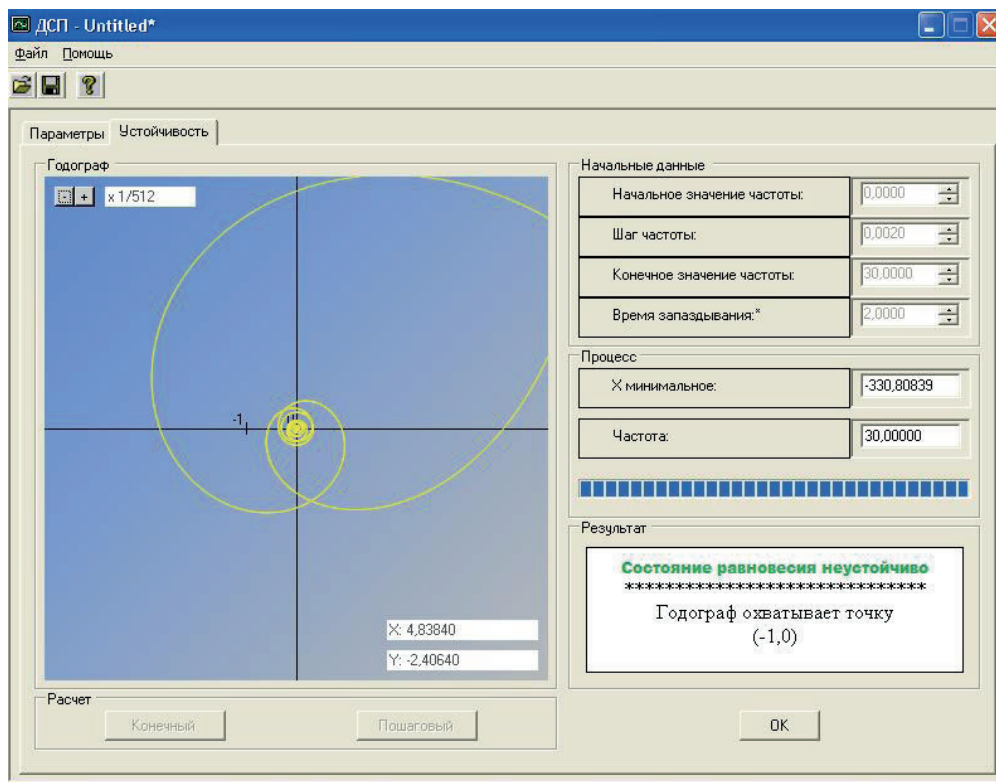 ДСП - Untitled*
Файл Помощь
Параметры Устойчивость
Годограф
x 1/512
-1
X: 4,83840
Y: -2,40640
Расчет
Конечный Пошаговый
Начальные данные
Начальное значение частоты: 0,0000
Шаг частоты: 0,0020
Конечное значение частоты: 30,0000
Время запаздывания:* 2,0000
Процесс
X минимальное: -330,80839
Частота: 30,00000
Результат
Состояние равновесия неустойчиво
******************************
Годограф охватывает точку
(-1,0)
OK